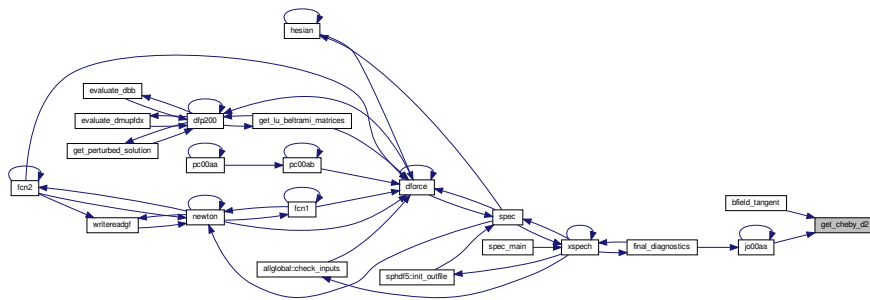 hesian
evaluate_dbb
evaluate_dmupfdx
dfp200
get_lu_beltrami_matrices
get_perturbed_solution
pc00aa
pc00ab
fcn2
dforce
bfield_tangent
fcn1
newton
spec
writereadgf
get_cheby_d2
spec_main
xspech
final_diagnostics
jo00aa
allglobal::check_inputs
sphdf5::init_outfile